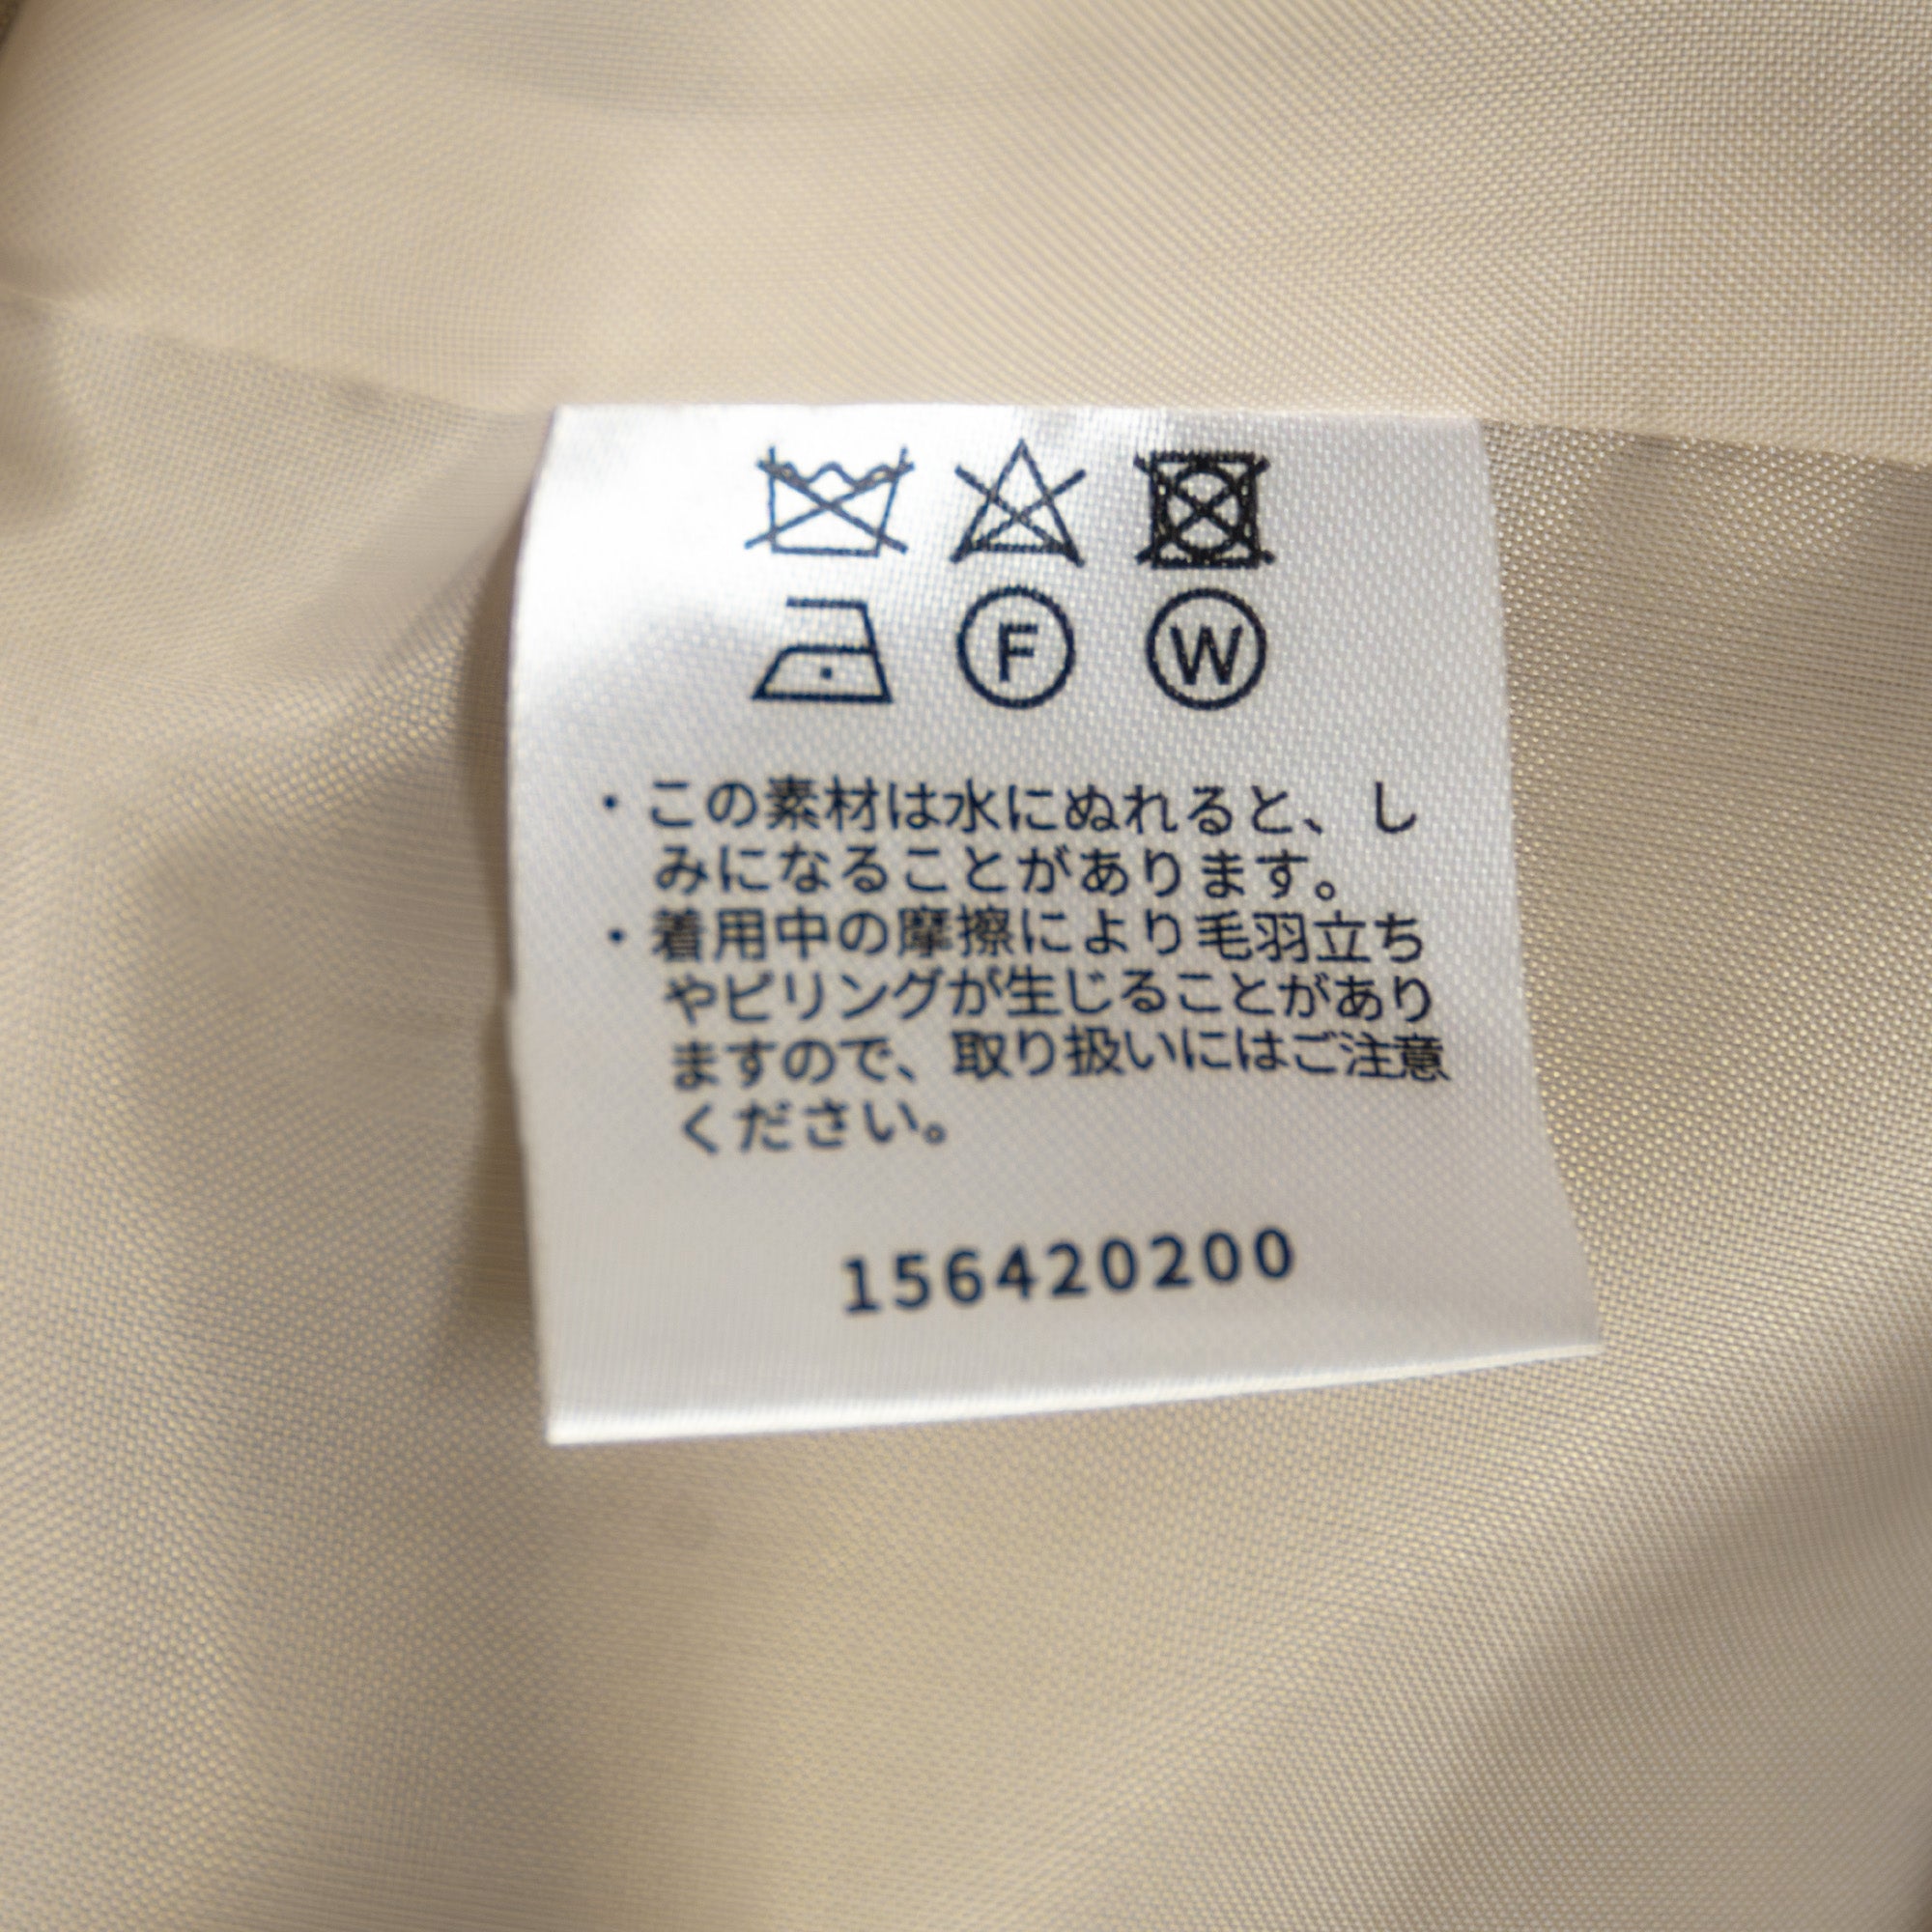 F W
・この素材は水にぬれると、し
みになることがあります。
・着用中の摩擦により毛羽立ち
やピリングが生じることがあり
ますので、取り扱いにはご注意
ください。
156420200